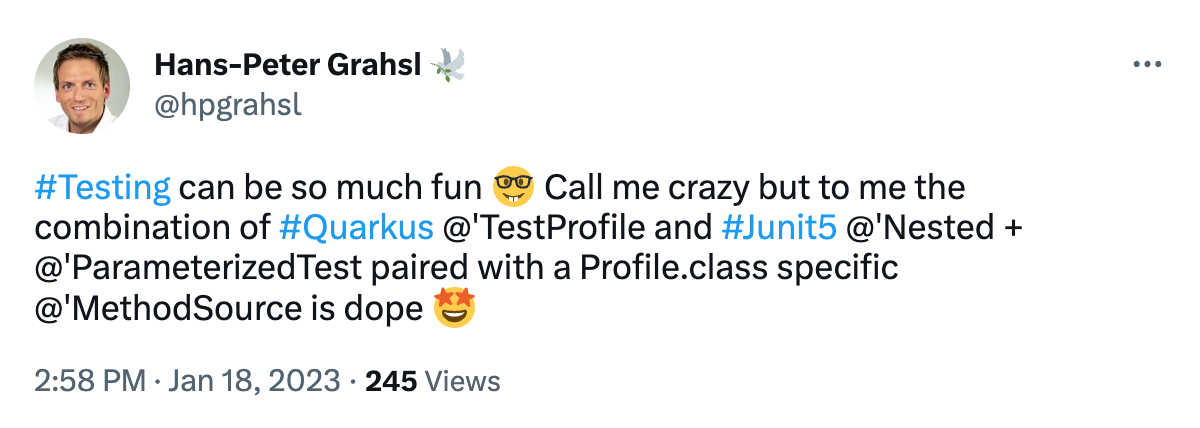 Hans-Peter Grahsl 🕊️
@hpgrahsl
#Testing can be so much fun 🤓 Call me crazy but to me the
combination of #Quarkus @'TestProfile and #Junit5 @'Nested +
@'ParameterizedTest paired with a Profile.class specific
@'MethodSource is dope 🤩
2:58 PM · Jan 18, 2023 · 245 Views